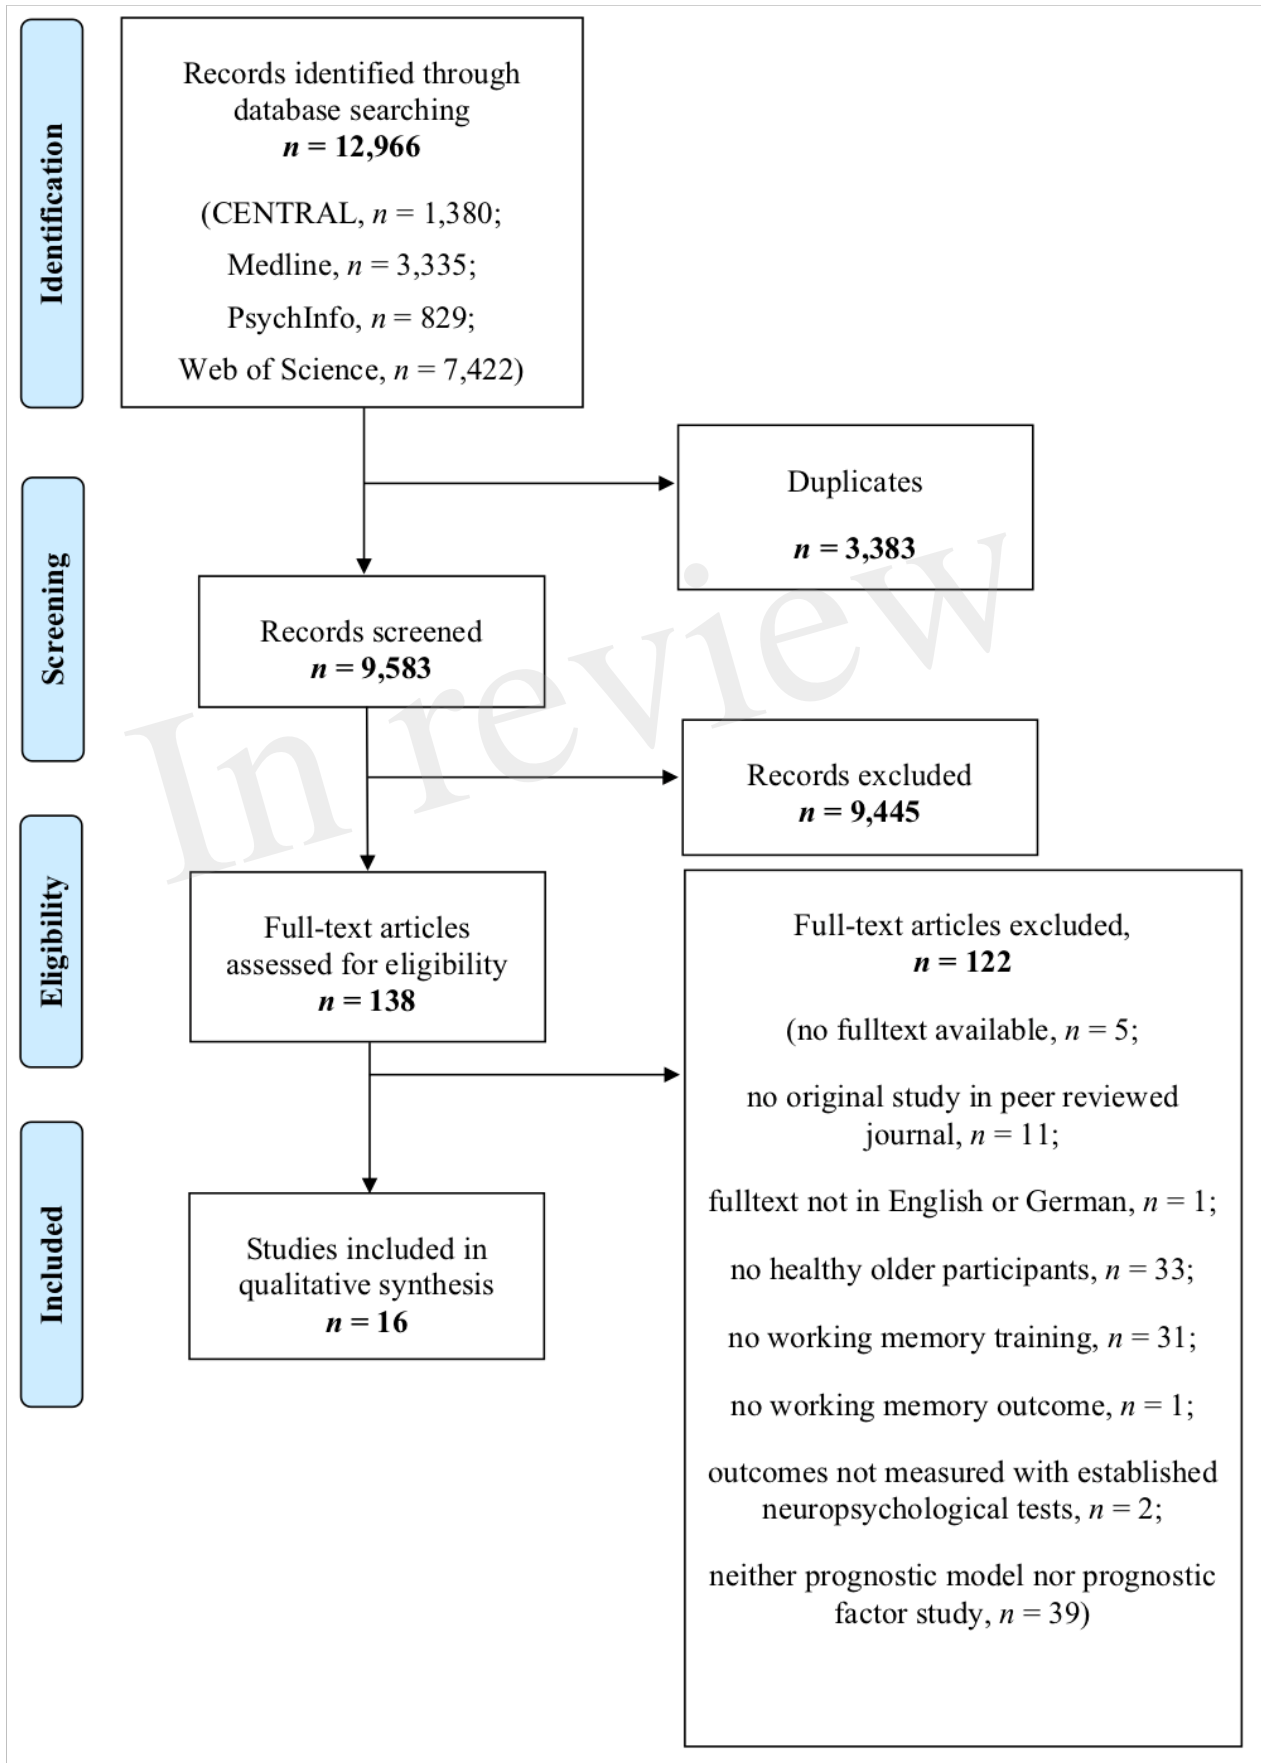 Identification
Records identified through
database searching
n = 12,966
(CENTRAL, n = 1,380;
Medline, n = 3,335;
PsychInfo, n = 829;
Web of Science, n = 7,422)
Duplicates
n = 3,383
Screening
Records screened
n = 9,583
Records excluded
n = 9,445
Eligibility
Full-text articles
assessed for eligibility
n = 138
Full-text articles excluded,
n = 122
(no fulltext available, n = 5;
no original study in peer reviewed
journal, n = 11;
fulltext not in English or German, n = 1;
no healthy older participants, n = 33;
no working memory training, n = 31;
no working memory outcome, n = 1;
outcomes not measured with established
neuropsychological tests, n = 2;
neither prognostic model nor prognostic
factor study, n = 39)
Included
Studies included in
qualitative synthesis
n = 16
In review